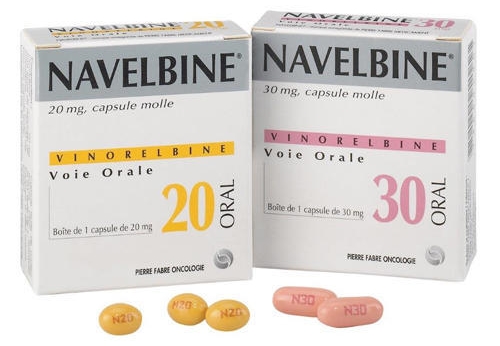 20
NAVELBINE®
20 mg, capsule molle
VINORELBINE
Voie Orale
Boîte de 1 capsule de 20 mg
20
ORAL
PIERRE FABRE ONCOLOGIE
30
NAVELBINE®
30 mg, capsule molle
VINORELBINE
Voie Orale
Boîte de 1 capsule de 30 mg
30
ORAL
PIERRE FABRE ONCOLOGIE
N20
N20
N20
N30
N30